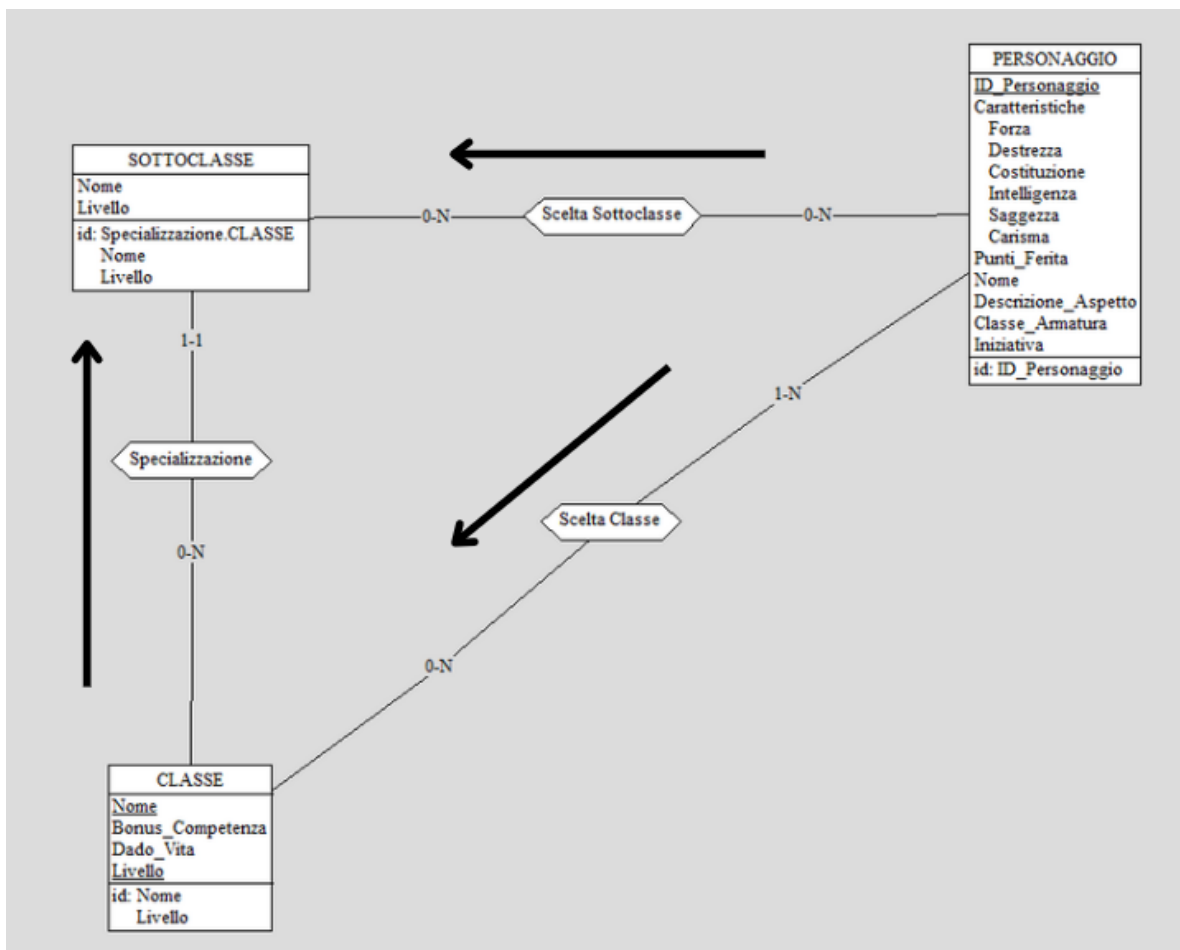 PERSONAGGIO
ID_Personaggio
Caratteristiche
Forza
Destrezza
Costituzione
Intelligenza
Saggezza
Carisma
Punti_Ferita
Nome
Descrizione_Aspetto
Classe_Armatura
Iniziativa
id: ID_Personaggio
SOTTOCLASSE
Nome
Livello
id: Specializzazione.CLASSE
Nome
Livello
0-N
Scelta Sottoclasse
0-N
1-1
Specializzazione
0-N
1-N
Scelta Classe
0-N
CLASSE
Nome
Bonus_Competenza
Dado_Vita
Livello
id: Nome
Livello